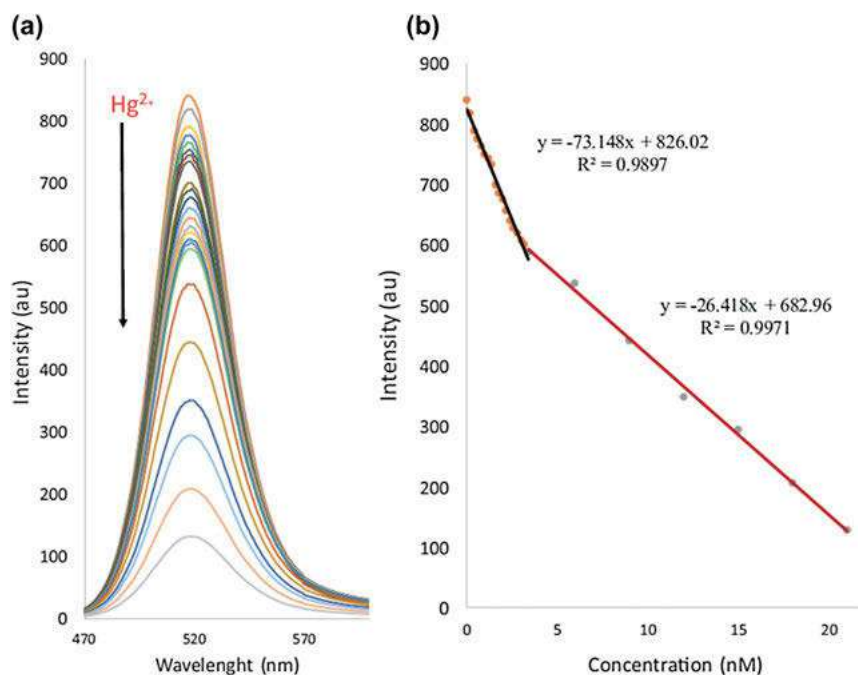 (a)
900
800
700
600
500
400
300
200
100
0
Hg²⁺
Intensity (au)
470 520 570
Wavelenght (nm)
(b)
900
800
700
600
500
400
300
200
100
0
y = -73.148x + 826.02
R² = 0.9897
y = -26.418x + 682.96
R² = 0.9971
Intensity (au)
0 5 10 15 20
Concentration (nM)